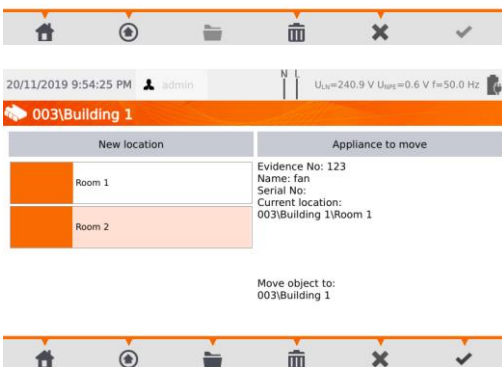 20/11/2019 9:54:25 PM admin N L ULN=240.9 V UNPE=0.6 V f=50.0 Hz
003\Building 1
New location
Appliance to move
Room 1
Room 2
Evidence No: 123
Name: fan
Serial No:
Current location:
003\Building 1\Room 1
Move object to:
003\Building 1